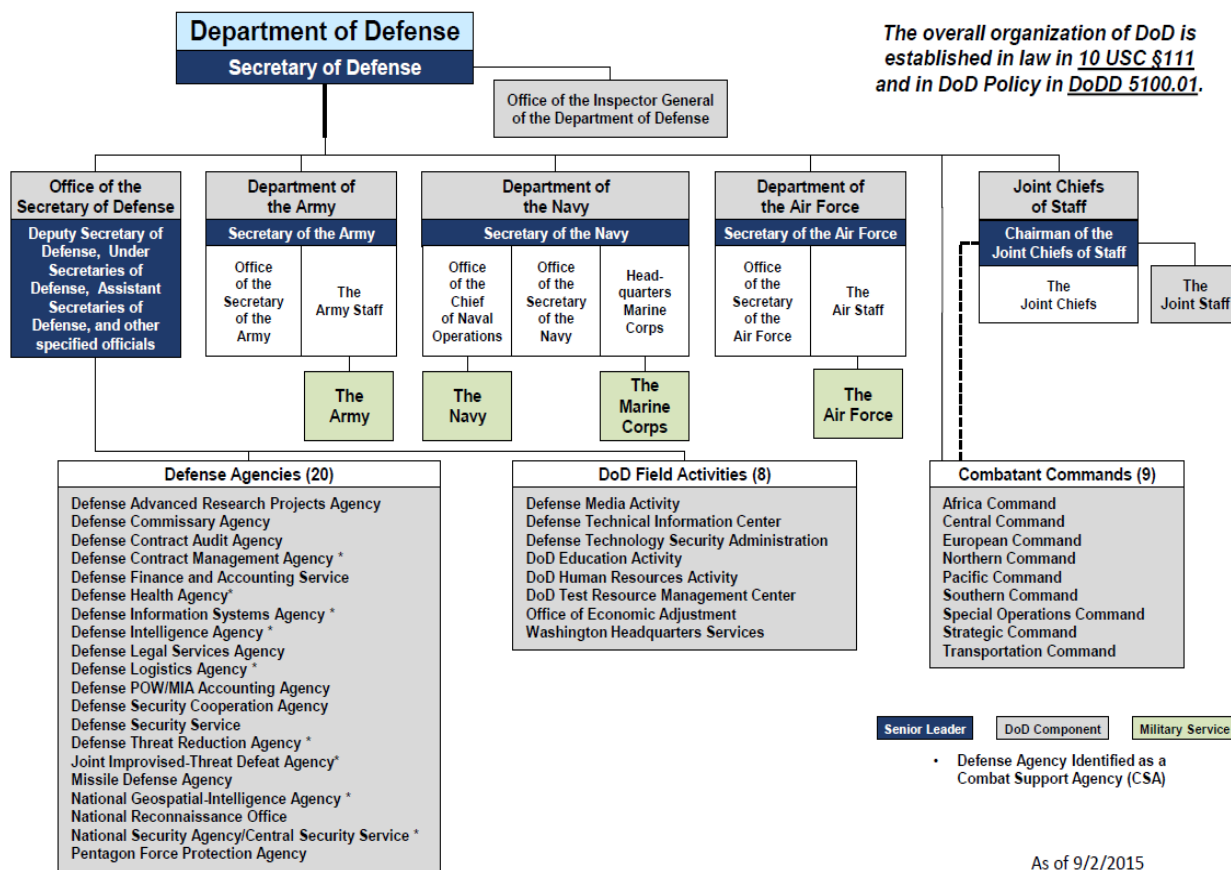 Department of Defense
Secretary of Defense
The overall organization of DoD is
established in law in 10 USC §111
and in DoD Policy in DoDD 5100.01.
Office of the Inspector General
of the Department of Defense
Office of the
Secretary of Defense
Deputy Secretary of
Defense, Under
Secretaries of
Defense, Assistant
Secretaries of
Defense, and other
specified officials
Department of
the Army
Secretary of the Army
Office
of the
Secretary
of the
Army
The
Army Staff
The
Army
Department of
the Navy
Secretary of the Navy
Office
of the
Chief
of Naval
Operations
Office
of the
Secretary
of the
Navy
Head-
quarters
Marine
Corps
The
Navy
The
Marine
Corps
Department of
the Air Force
Secretary of the Air Force
Office
of the
Secretary
of the
Air Force
The
Air Staff
The
Air Force
Joint Chiefs
of Staff
Chairman of the
Joint Chiefs of Staff
The
Joint Chiefs
The
Joint Staff
Defense Agencies (20)
Defense Advanced Research Projects Agency
Defense Commissary Agency
Defense Contract Audit Agency
Defense Contract Management Agency *
Defense Finance and Accounting Service
Defense Health Agency*
Defense Information Systems Agency *
Defense Intelligence Agency *
Defense Legal Services Agency
Defense Logistics Agency *
Defense POW/MIA Accounting Agency
Defense Security Cooperation Agency
Defense Security Service
Defense Threat Reduction Agency *
Joint Improvised-Threat Defeat Agency*
Missile Defense Agency
National Geospatial-Intelligence Agency *
National Reconnaissance Office
National Security Agency/Central Security Service *
Pentagon Force Protection Agency
DoD Field Activities (8)
Defense Media Activity
Defense Technical Information Center
Defense Technology Security Administration
DoD Education Activity
DoD Human Resources Activity
DoD Test Resource Management Center
Office of Economic Adjustment
Washington Headquarters Services
Combatant Commands (9)
Africa Command
Central Command
European Command
Northern Command
Pacific Command
Southern Command
Special Operations Command
Strategic Command
Transportation Command
Senior Leader
DoD Component
Military Service
• Defense Agency Identified as a
Combat Support Agency (CSA)
As of 9/2/2015